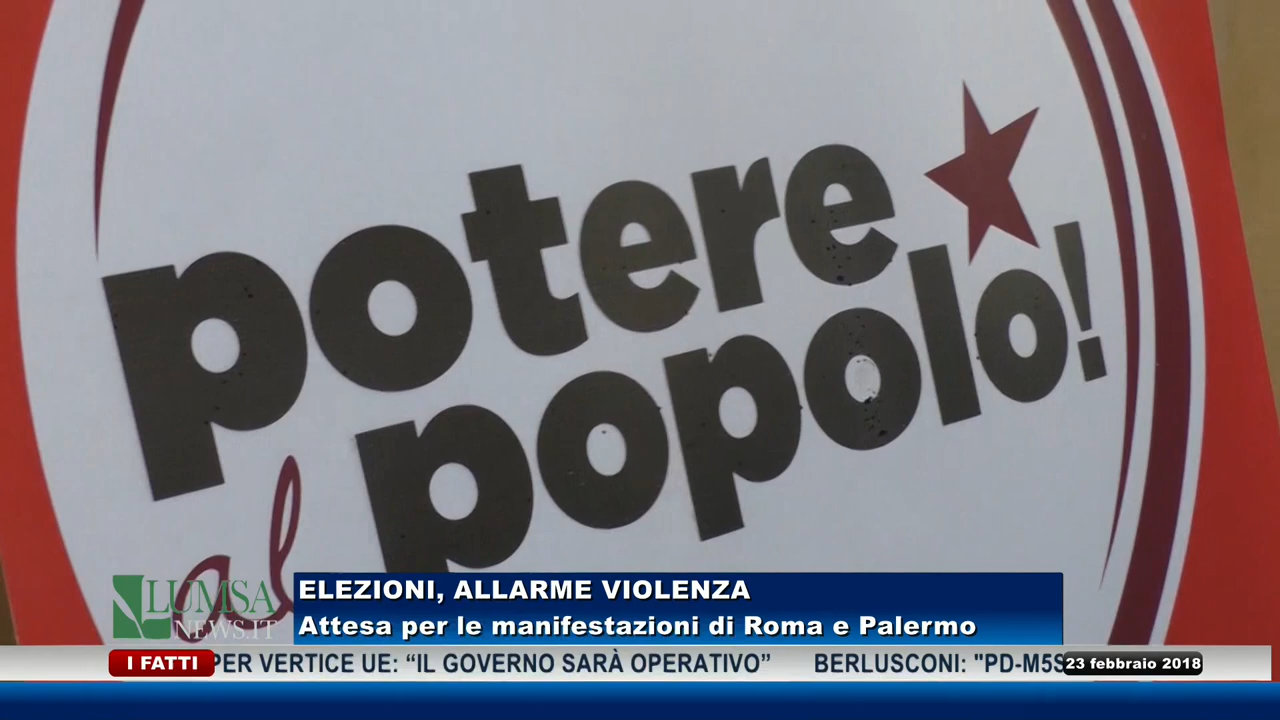 potere
al popolo!
LUMSA
NEWS.IT
ELEZIONI, ALLARME VIOLENZA
Attesa per le manifestazioni di Roma e Palermo
I FATTI
PER VERTICE UE: “IL GOVERNO SARÀ OPERATIVO” BERLUSCONI: "PD-M5S
23 febbraio 2018